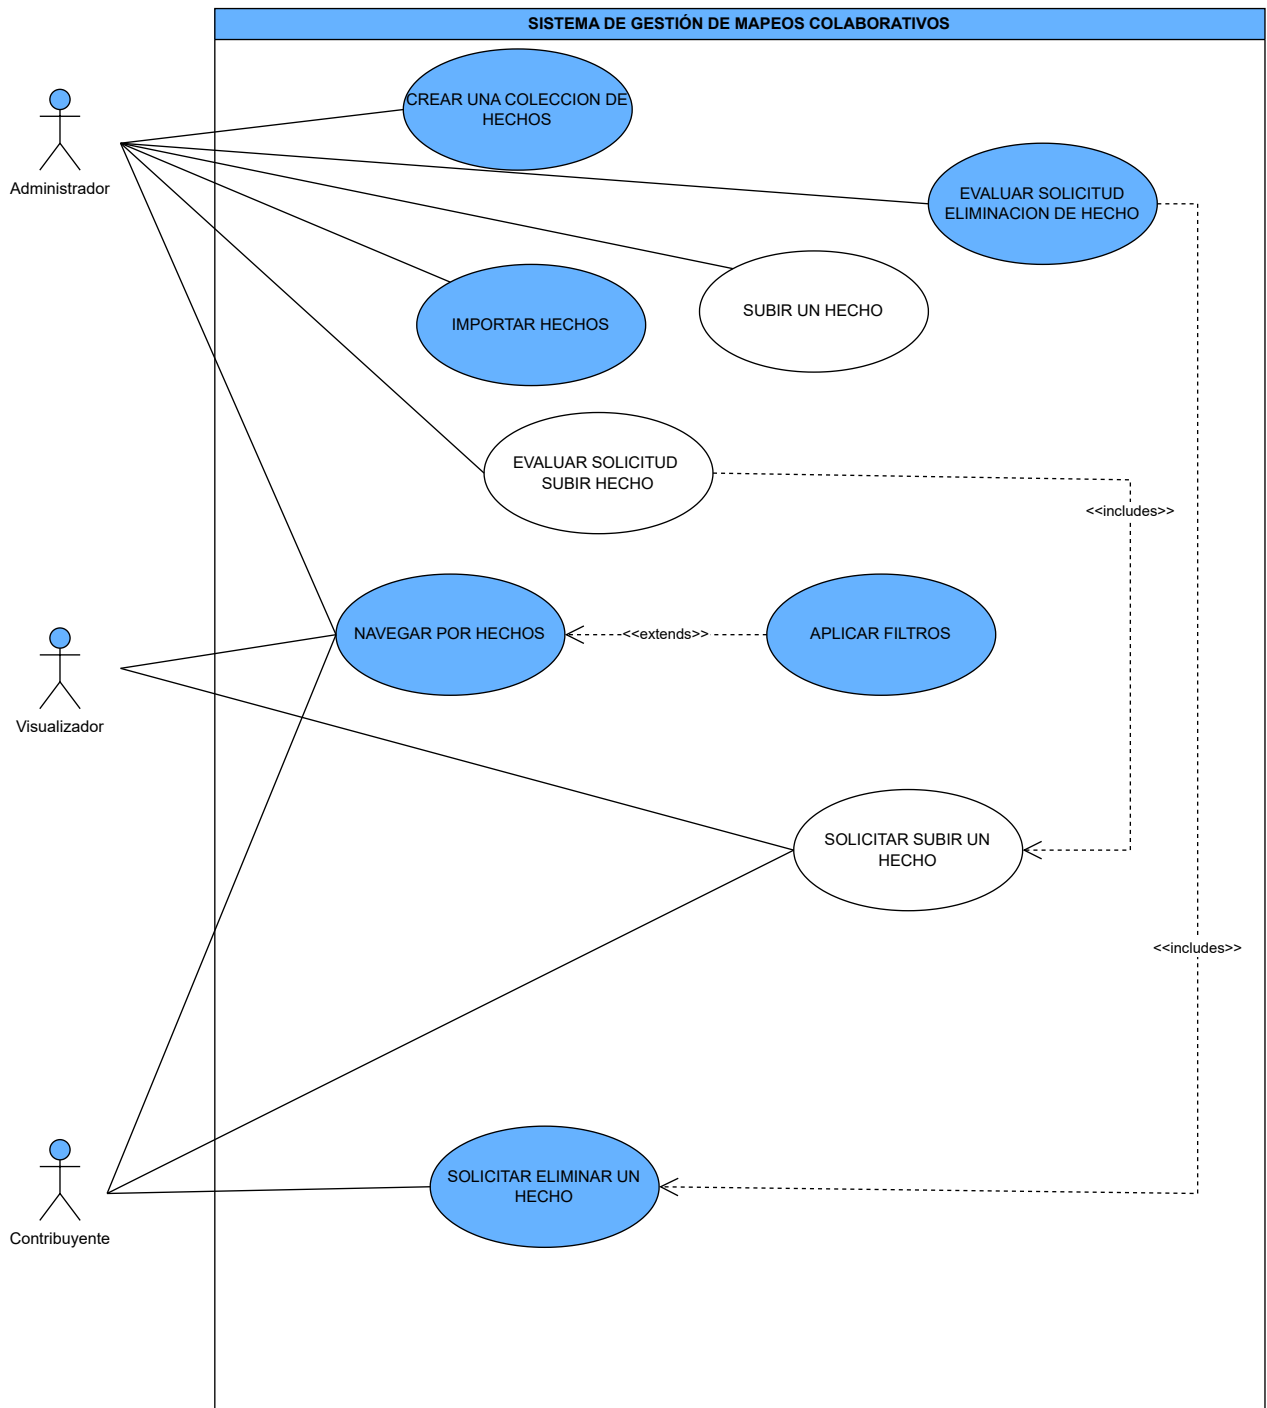 SISTEMA DE GESTIÓN DE MAPEOS COLABORATIVOS
CREAR UNA COLECCION DE
HECHOS
Administrador
EVALUAR SOLICITUD
ELIMINACION DE HECHO
SUBIR UN HECHO
IMPORTAR HECHOS
EVALUAR SOLICITUD
SUBIR HECHO
<<includes>>
NAVEGAR POR HECHOS
<<extends>>
APLICAR FILTROS
Visualizador
SOLICITAR SUBIR UN
HECHO
<<includes>>
SOLICITAR ELIMINAR UN
HECHO
Contribuyente